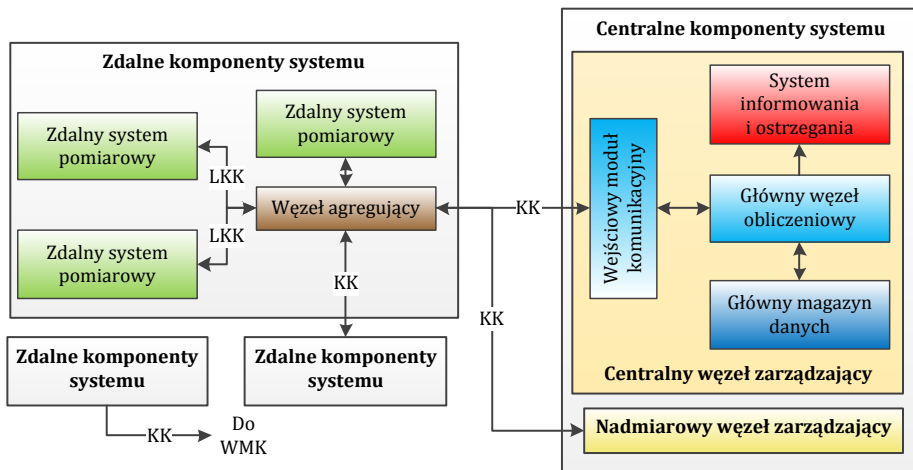 Zdalne komponenty systemu
Zdalny system
pomiarowy
Zdalny system
pomiarowy
LKK
Węzeł agregujący
LKK
Zdalny system
pomiarowy
KK
Zdalne komponenty
systemu
Zdalne komponenty
systemu
KK
Do
WMK
KK
KK
Centralne komponenty systemu
System
informowania
i ostrzegania
Wejściowy moduł
komunikacyjny
Główny węzeł
obliczeniowy
Główny magazyn
danych
Centralny węzeł zarządzający
Nadmiarowy węzeł zarządzający